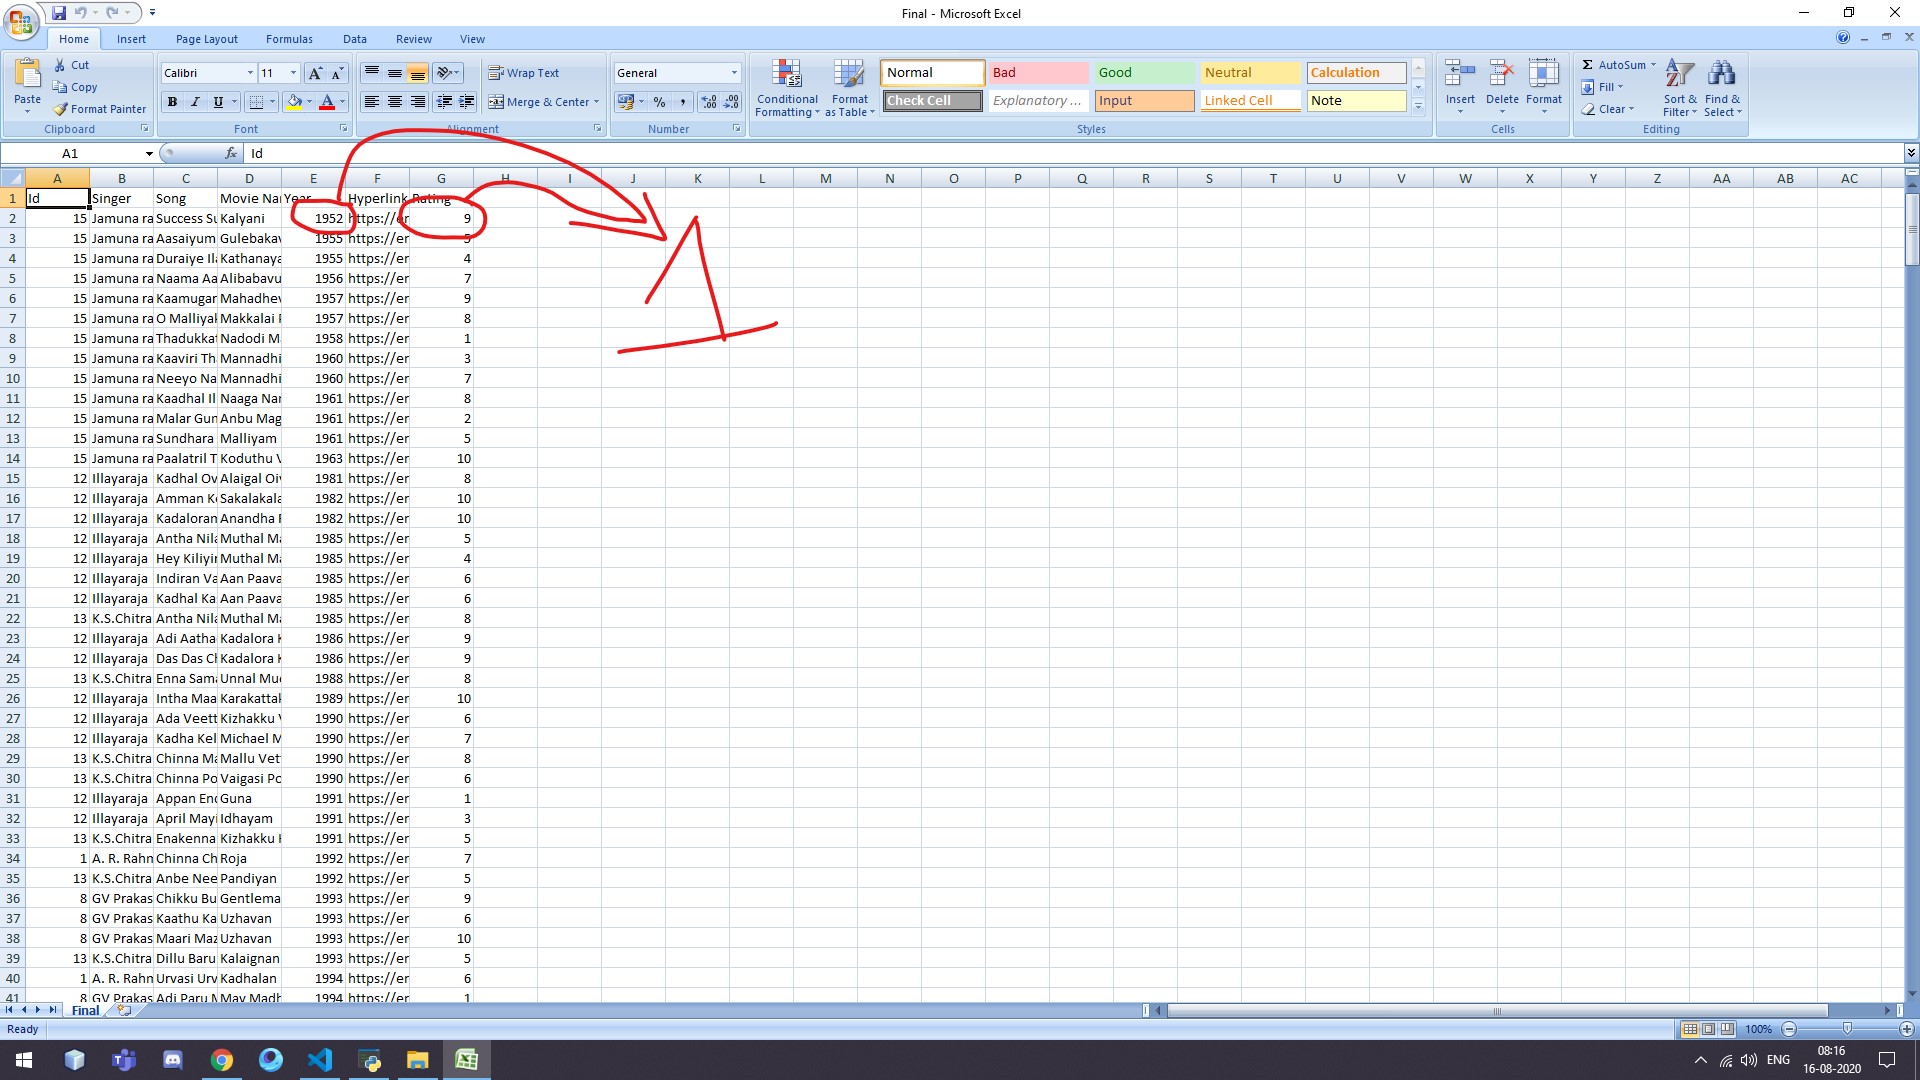 Final - Microsoft Excel
Home Insert Page Layout Formulas Data Review View
Paste Cut Copy Format Painter Clipboard
Calibri 11 B I U Font
Wrap Text Merge & Center Alignment
General % , Number
Conditional Formatting Format as Table
Normal Bad Good Neutral Calculation
Check Cell Explanatory ... Input Linked Cell Note
Styles
Insert Delete Format Cells
Σ AutoSum Fill Clear Sort & Filter Find & Select Editing
A1 fx Id
A B C D E F G H I J K L M N O P Q R S T U V W X Y Z AA AB AC
1 Id Singer Song Movie Na Year Hyperlink Rating
2 15 Jamuna ra Success Su Kalyani 1952 https://er 9
3 15 Jamuna ra Aasaiyum Gulebakav 1955 https://er 5
4 15 Jamuna ra Duraiye Ila Kathanaya 1955 https://er 4
5 15 Jamuna ra Naama Aa Alibabavu 1956 https://er 7
6 15 Jamuna ra Kaamugar Mahadhev 1957 https://er 9
7 15 Jamuna ra O Malliyak Makkalai P 1957 https://er 8
8 15 Jamuna ra Thadukkat Nadodi Ma 1958 https://er 1
9 15 Jamuna ra Kaaviri Th Mannadhi 1960 https://er 3
10 15 Jamuna ra Neeyo Na Mannadhi 1960 https://er 7
11 15 Jamuna ra Kaadhal Il Naaga Nan 1961 https://er 8
12 15 Jamuna ra Malar Gun Anbu Mag 1961 https://er 2
13 15 Jamuna ra Sundhara Malliyam 1961 https://er 5
14 15 Jamuna ra Paalatril T Koduthu V 1963 https://er 10
15 12 Illayaraja Kadhal Ov Alaigal Oiv 1981 https://er 8
16 12 Illayaraja Amman Ko Sakalakala 1982 https://er 10
17 12 Illayaraja Kadaloram Anandha R 1982 https://er 10
18 12 Illayaraja Antha Nila Muthal Ma 1985 https://er 5
19 12 Illayaraja Hey Kiliyir Muthal Ma 1985 https://er 4
20 12 Illayaraja Indiran Va Aan Paava 1985 https://er 6
21 12 Illayaraja Kadhal Ka Aan Paava 1985 https://er 6
22 13 K.S.Chitra Antha Nila Muthal Ma 1985 https://er 8
23 12 Illayaraja Adi Aatha Kadalora K 1986 https://er 9
24 12 Illayaraja Das Das Ch Kadalora K 1986 https://er 9
25 13 K.S.Chitra Enna Sama Unnal Mud 1988 https://er 8
26 12 Illayaraja Intha Maa Karakattak 1989 https://er 10
27 12 Illayaraja Ada Veett Kizhakku V 1990 https://er 6
28 12 Illayaraja Kadha Kel Michael M 1990 https://er 7
29 13 K.S.Chitra Chinna Ma Mallu Vet 1990 https://er 8
30 13 K.S.Chitra Chinna Po Vaigasi Po 1990 https://er 6
31 12 Illayaraja Appan End Guna 1991 https://er 1
32 12 Illayaraja April Mayi Idhayam 1991 https://er 3
33 13 K.S.Chitra Enakenna Kizhakku K 1991 https://er 5
34 1 A. R. Rahm Chinna Ch Roja 1992 https://er 7
35 13 K.S.Chitra Anbe Nee Pandiyan 1992 https://er 5
36 8 GV Prakas Chikku Bu Gentlema 1993 https://er 9
37 8 GV Prakas Kaathu Ka Uzhavan 1993 https://er 6
38 8 GV Prakas Maari Maz Uzhavan 1993 https://er 10
39 13 K.S.Chitra Dillu Baru Kalaignan 1993 https://er 5
40 1 A. R. Rahm Urvasi Urv Kadhalan 1994 https://er 6
41 8 GV Prakas Adi Paru M May Madh 1994 https://er 1
Final
Ready 100%
ENG 08:16
16-08-2020